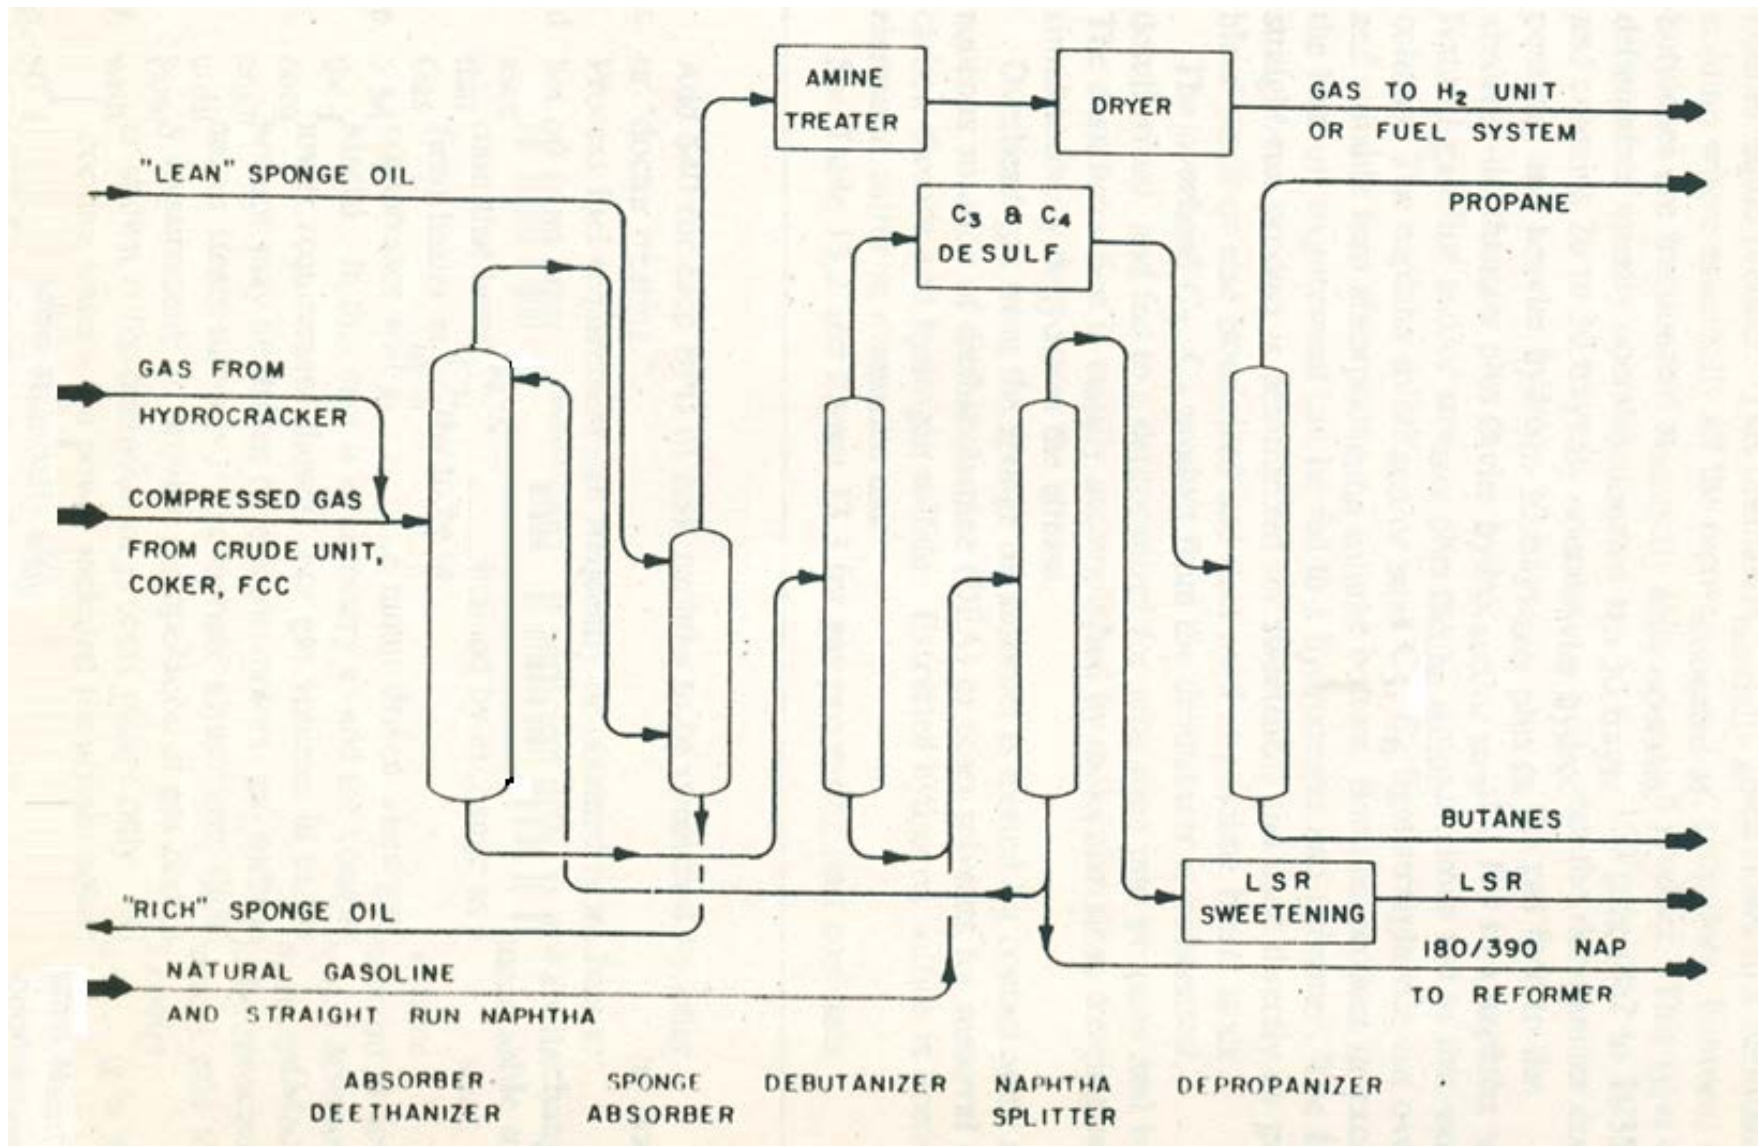 AMINE
TREATER
DRYER
GAS TO H₂ UNIT
OR FUEL SYSTEM
"LEAN" SPONGE OIL
PROPANE
C₃ & C₄
DESULF
GAS FROM
HYDROCRACKER
COMPRESSED GAS
FROM CRUDE UNIT,
COKER, FCC
BUTANES
LSR
SWEETENING
LSR
"RICH" SPONGE OIL
180/390 NAP
TO REFORMER
NATURAL GASOLINE
AND STRAIGHT RUN NAPHTHA
ABSORBER
DEETHANIZER
SPONGE
ABSORBER
DEBUTANIZER
NAPHTHA
SPLITTER
DEPROPANIZER